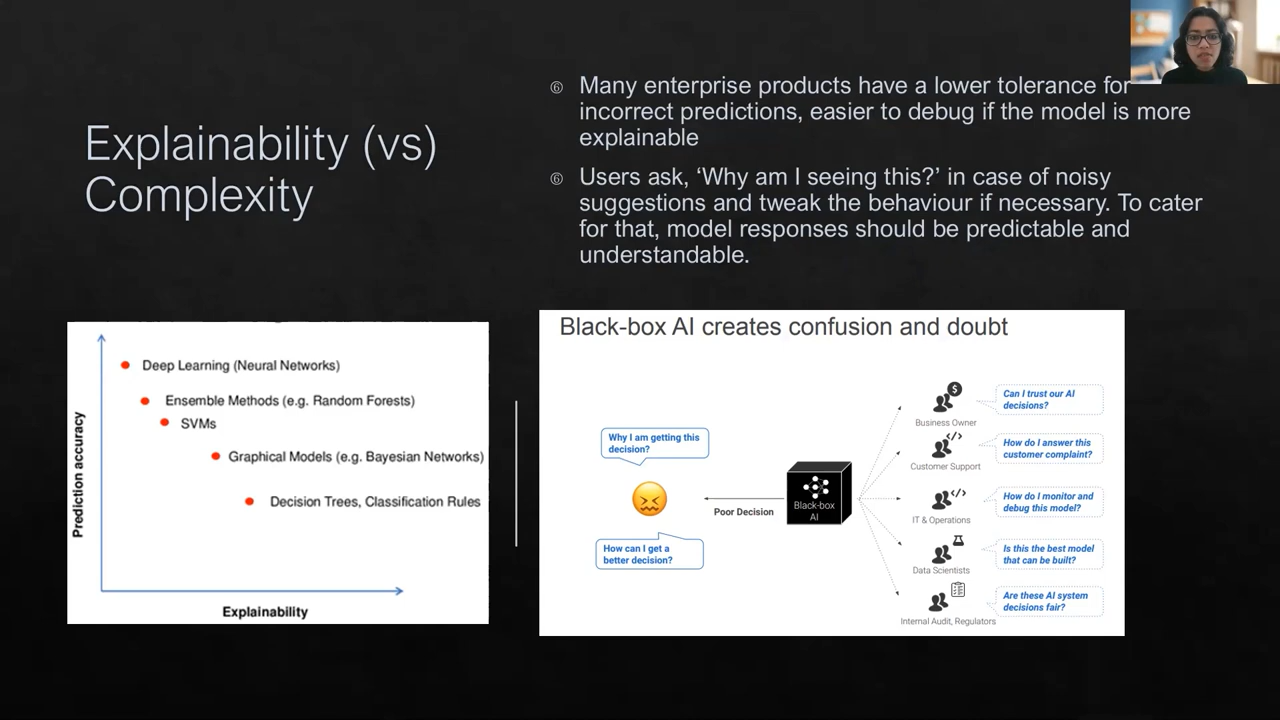 Explainability (vs)
Complexity
Many enterprise products have a lower tolerance for
incorrect predictions, easier to debug if the model is more
explainable
Users ask, ‘Why am I seeing this?’ in case of noisy
suggestions and tweak the behaviour if necessary. To cater
for that, model responses should be predictable and
understandable.
Prediction accuracy
Deep Learning (Neural Networks)
Ensemble Methods (e.g. Random Forests)
SVMs
Graphical Models (e.g. Bayesian Networks)
Decision Trees, Classification Rules
Explainability
Black-box AI creates confusion and doubt
Why I am getting this
decision?
How can I get a
better decision?
Poor Decision
Black-box
AI
Business Owner
Can I trust our AI
decisions?
Customer Support
How do I answer this
customer complaint?
IT & Operations
How do I monitor and
debug this model?
Data Scientists
Is this the best model
that can be built?
Internal Audit, Regulators
Are these AI system
decisions fair?